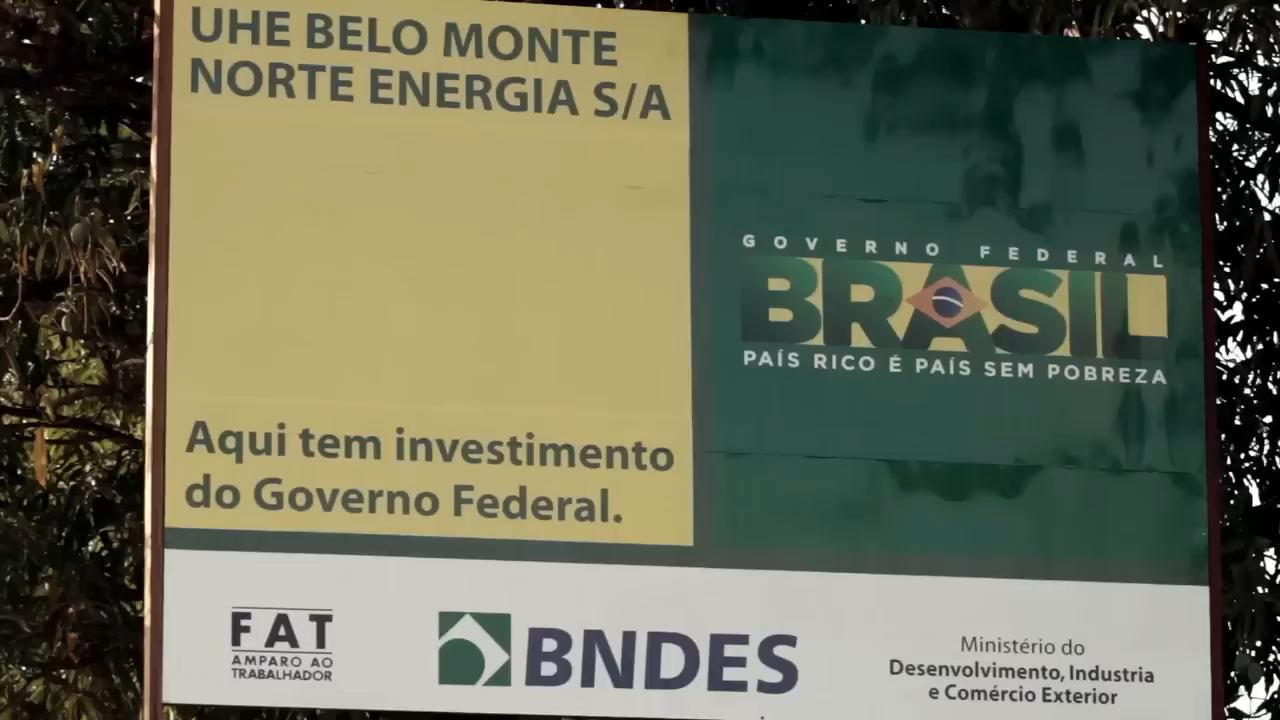 UHE BELO MONTE
NORTE ENERGIA S/A
Aqui tem investimento
do Governo Federal.
GOVERNO FEDERAL
BRASIL
PAÍS RICO É PAÍS SEM POBREZA
FAT
AMPARO AO
TRABALHADOR
BNDES
Ministério do
Desenvolvimento, Industria
e Comércio Exterior